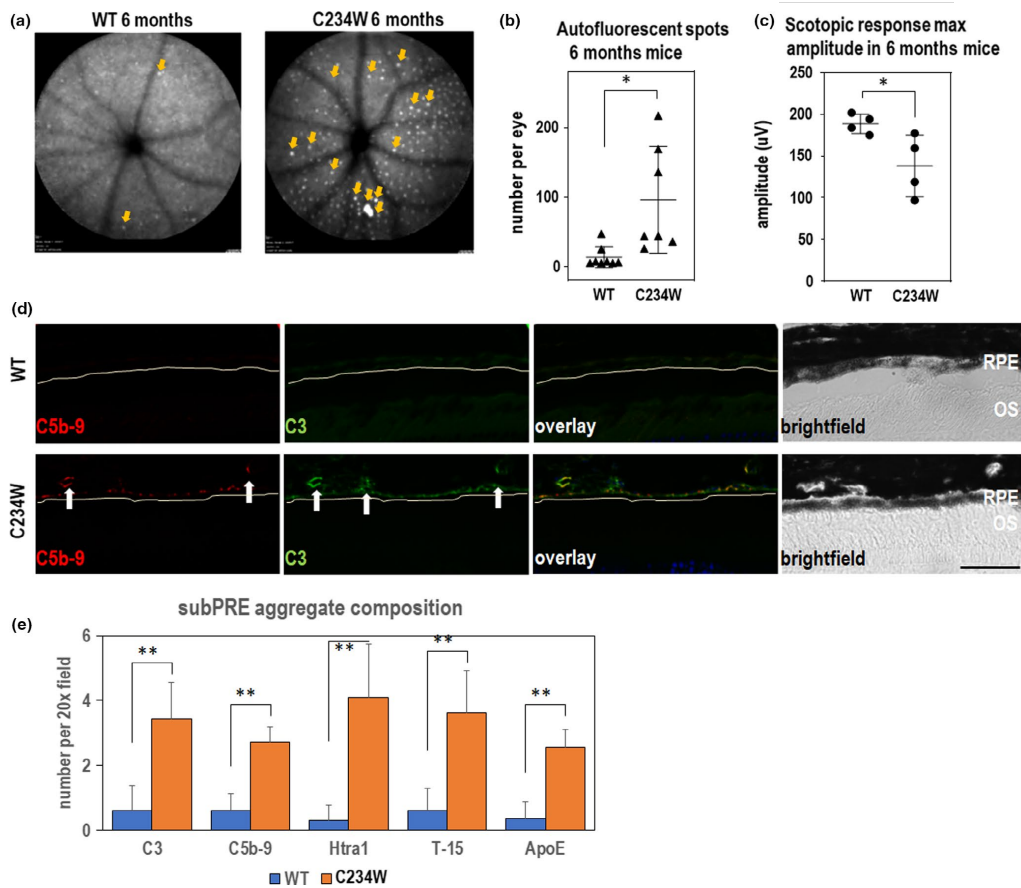 (a)
WT 6 months
C234W 6 months
(b)
Autofluorescent spots
6 months mice
number per eye
200
100
0
*
WT
C234W
(c)
Scotopic response max
amplitude in 6 months mice
amplitude (uV)
250
200
150
100
50
0
*
WT
C234W
(d)
WT
C5b-9
C3
overlay
RPE
OS
brightfield
C234W
C5b-9
C3
overlay
RPE
OS
brightfield
(e)
subPRE aggregate composition
number per 20x field
6
4
2
0
**
**
**
**
**
C3
C5b-9
Htra1
T-15
ApoE
WT
C234W